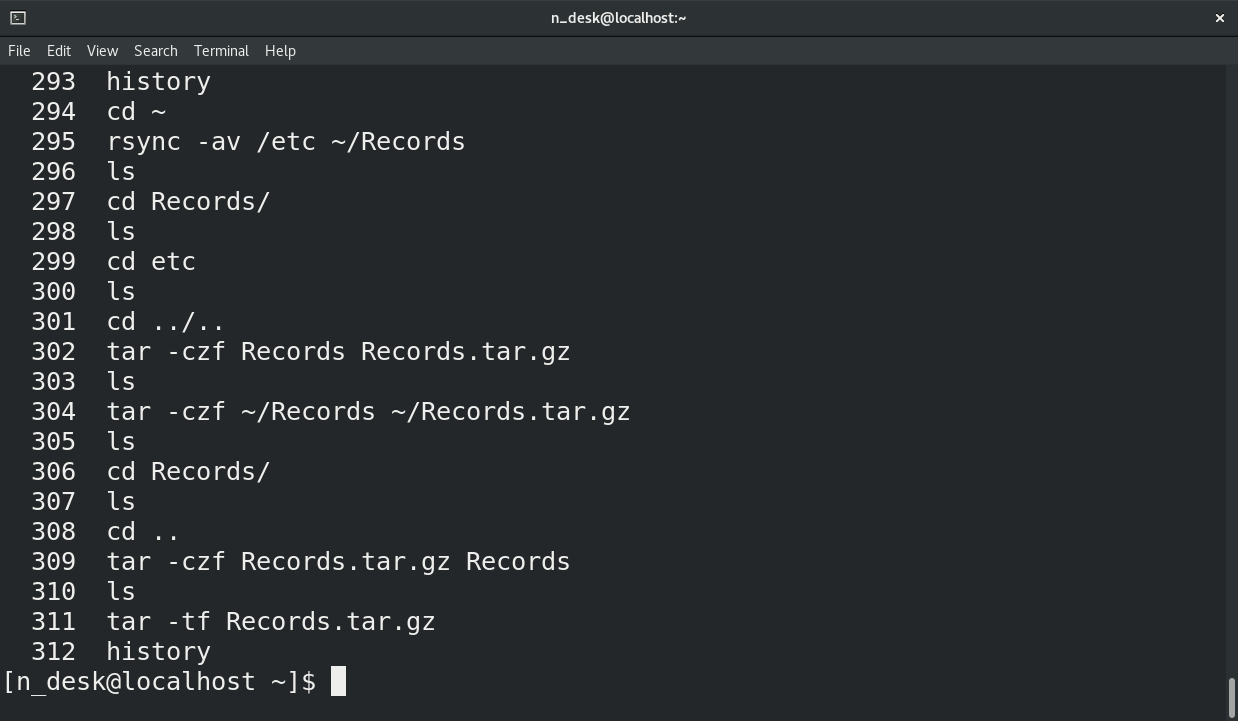 n_desk@localhost:~
File Edit View Search Terminal Help
293 history
294 cd ~
295 rsync -av /etc ~/Records
296 ls
297 cd Records/
298 ls
299 cd etc
300 ls
301 cd ../..
302 tar -czf Records Records.tar.gz
303 ls
304 tar -czf ~/Records ~/Records.tar.gz
305 ls
306 cd Records/
307 ls
308 cd ..
309 tar -czf Records.tar.gz Records
310 ls
311 tar -tf Records.tar.gz
312 history
[n_desk@localhost ~]$